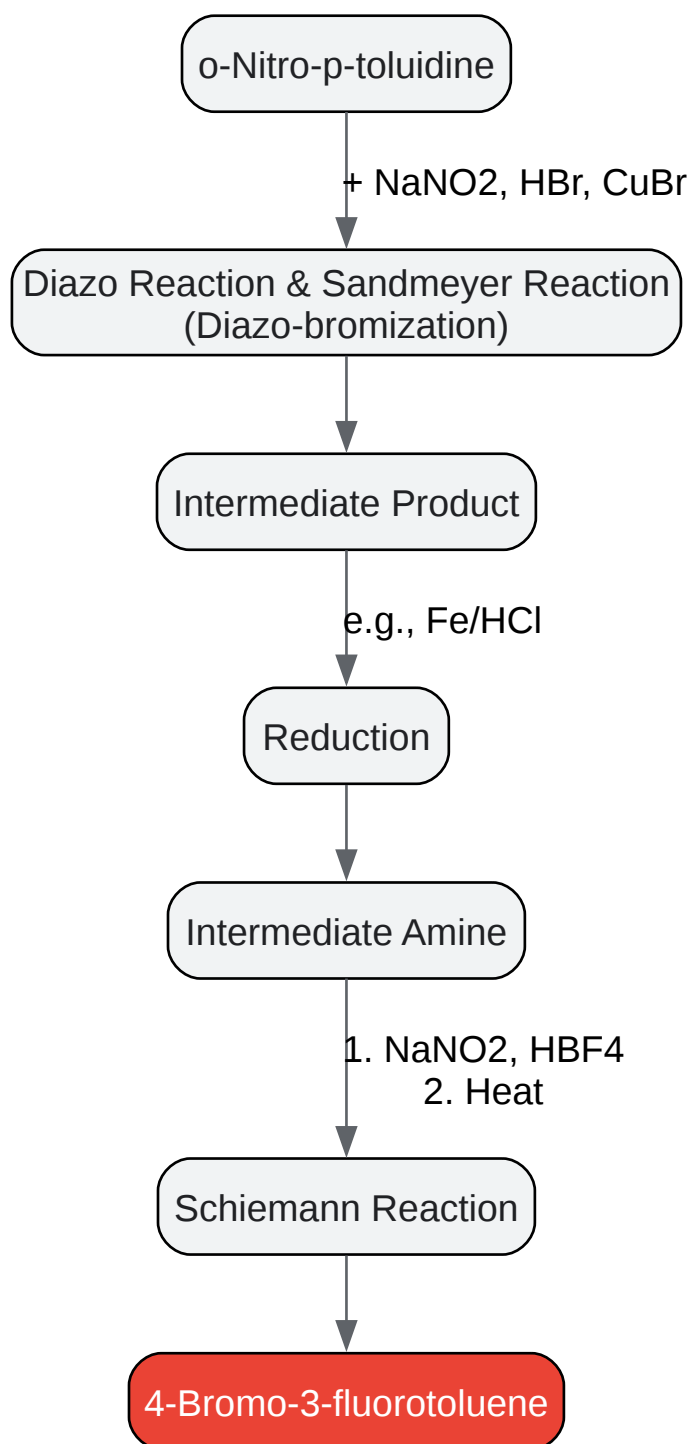 o-Nitro-p-toluidine
+ NaNO2, HBr, CuBr
Diazo Reaction & Sandmeyer Reaction
(Diazo-bromization)
Intermediate Product
e.g., Fe/HCl
Reduction
Intermediate Amine
1. NaNO2, HBF4
2. Heat
Schiemann Reaction
4-Bromo-3-fluorotoluene